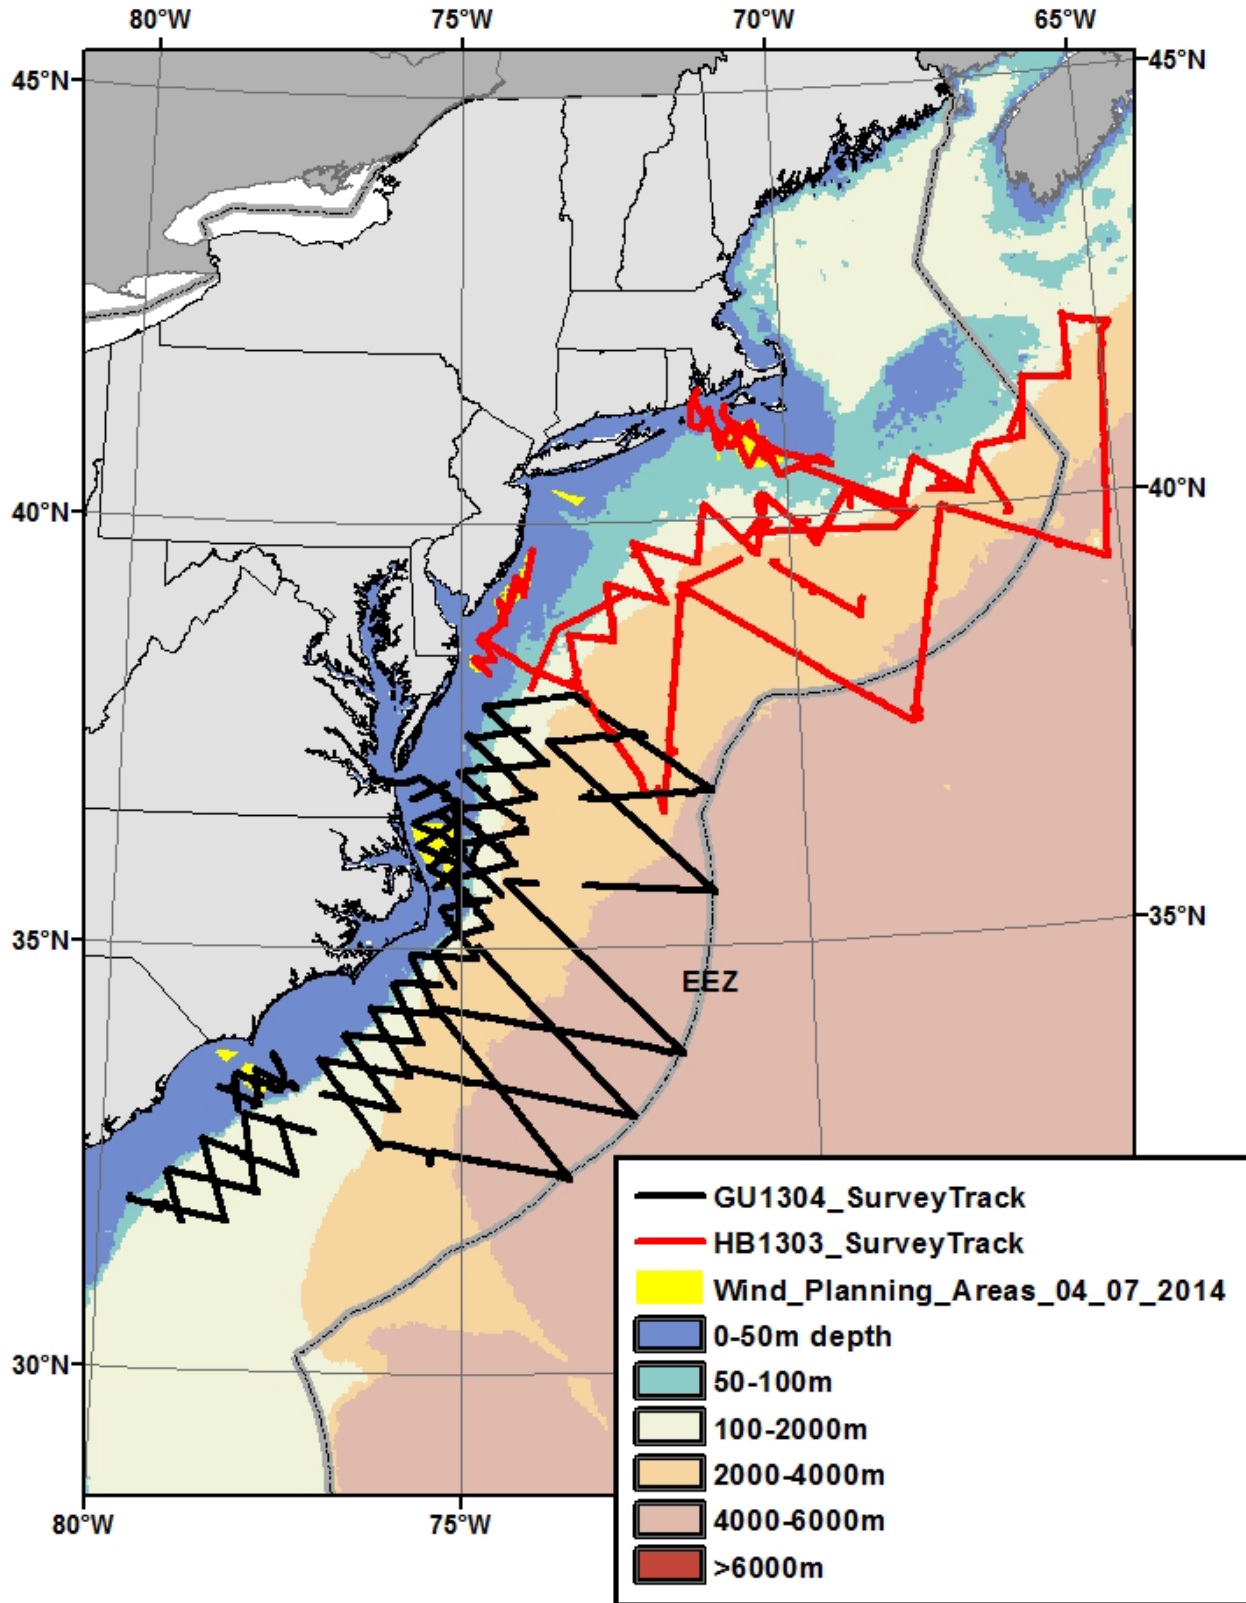 80°W 75°W 70°W 65°W
45°N 45°N
40°N 40°N
35°N 35°N
EEZ
30°N
80°W 75°W
GU1304_SurveyTrack
HB1303_SurveyTrack
Wind_Planning_Areas_04_07_2014
0-50m depth
50-100m
100-2000m
2000-4000m
4000-6000m
>6000m